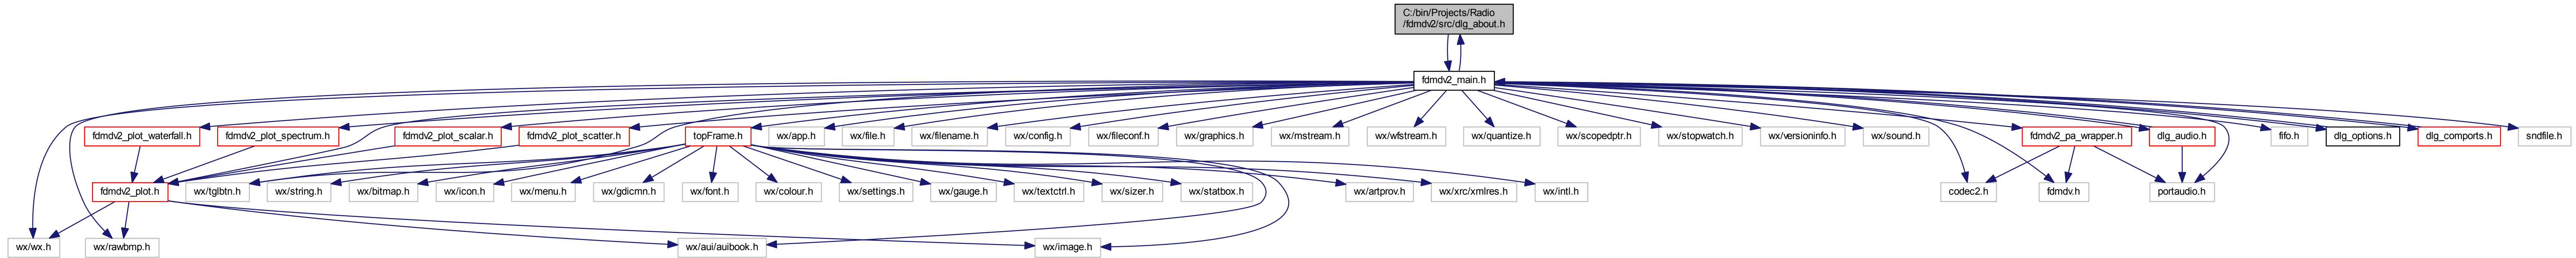 C:/bin/Projects/Radio
/fdmdv2/src/dlg_about.h
fdmdv2_main.h
fdmdv2_plot_waterfall.h
fdmdv2_plot_spectrum.h
fdmdv2_plot_scalar.h
fdmdv2_plot_scatter.h
topFrame.h
wx/app.h
wx/file.h
wx/filename.h
wx/config.h
wx/fileconf.h
wx/graphics.h
wx/mstream.h
wx/wfstream.h
wx/quantize.h
wx/scopedptr.h
wx/stopwatch.h
wx/versioninfo.h
wx/sound.h
fdmdv2_pa_wrapper.h
dlg_audio.h
fifo.h
dlg_options.h
dlg_comports.h
sndfile.h
fdmdv2_plot.h
wx/tglbtn.h
wx/string.h
wx/bitmap.h
wx/icon.h
wx/menu.h
wx/gdicmn.h
wx/font.h
wx/colour.h
wx/settings.h
wx/gauge.h
wx/textctrl.h
wx/sizer.h
wx/statbox.h
wx/artprov.h
wx/xrc/xmlres.h
wx/intl.h
codec2.h
fdmdv.h
portaudio.h
wx/wx.h
wx/rawbmp.h
wx/aui/auibook.h
wx/image.h